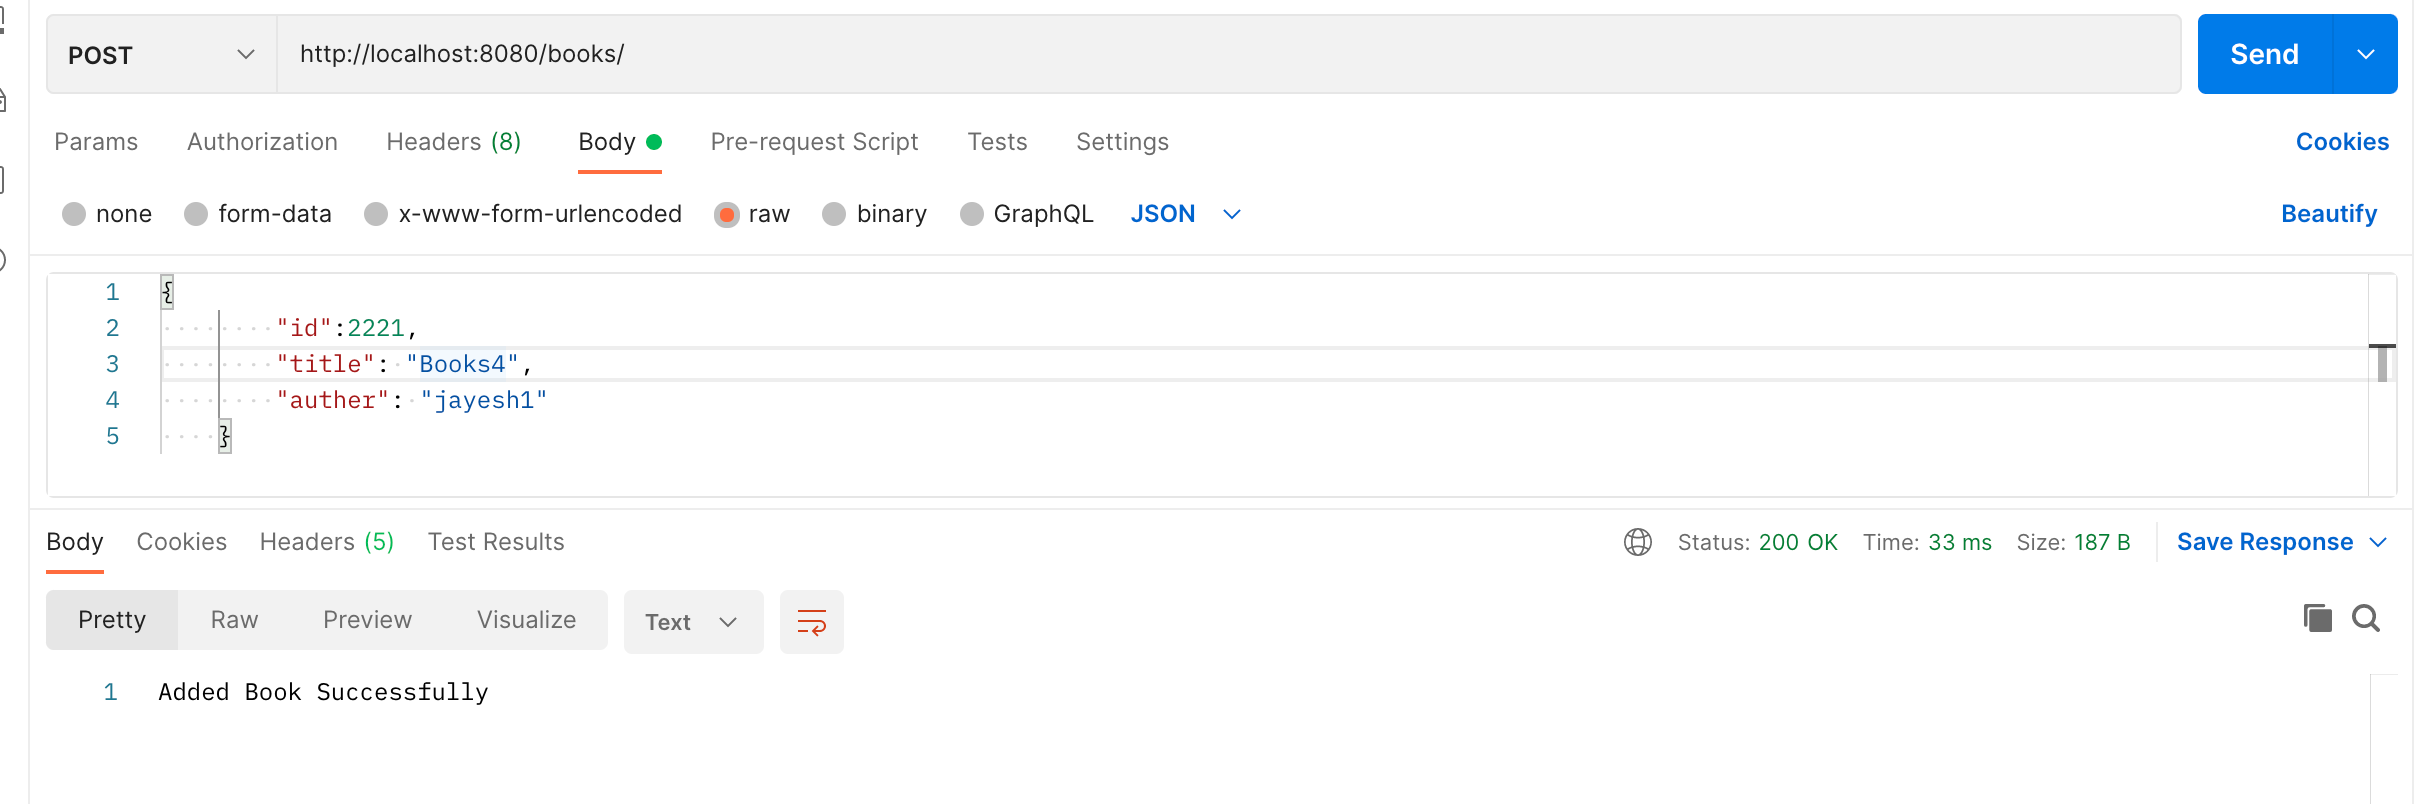 POST http://localhost:8080/books/ Send
Params Authorization Headers (8) Body Pre-request Script Tests Settings Cookies
none form-data x-www-form-urlencoded raw binary GraphQL JSON Beautify
1 {
2 "id":2221,
3 "title": "Books4",
4 "auther": "jayesh1"
5 }
Body Cookies Headers (5) Test Results Status: 200 OK Time: 33 ms Size: 187 B Save Response
Pretty Raw Preview Visualize Text
1 Added Book Successfully